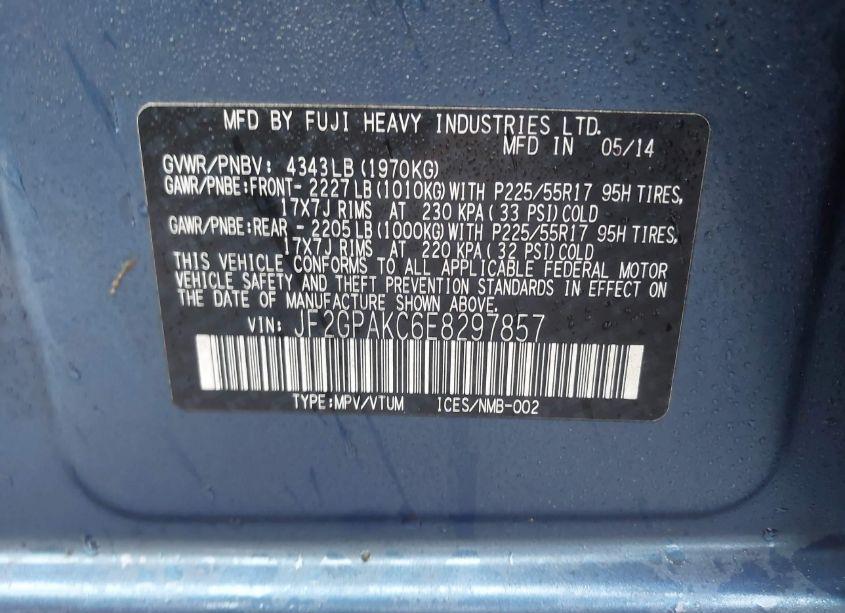 MFD BY FUJI HEAVY INDUSTRIES LTD.
MFD IN 05/14
GVWR/PNBV: 4343LB(1970KG)
GAWR/PNBE:FRONT- 2227LB(1010KG)WITH P225/55R17 95H TIRES,
17X7J RIMS AT 230 KPA( 33 PSI)COLD
GAWR/PNBE:REAR - 2205LB(1000KG)WITH P225/55R17 95H TIRES,
17X7J RIMS AT 220 KPA( 32 PSI)COLD
THIS VEHICLE CONFORMS TO ALL APPLICABLE FEDERAL MOTOR
VEHICLE SAFETY AND THEFT PREVENTION STANDARDS IN EFFECT ON
THE DATE OF MANUFACTURE SHOWN ABOVE.
VIN: JF2GPAKC6E8297857
TYPE:MPV/VTUM ICES/NMB-002